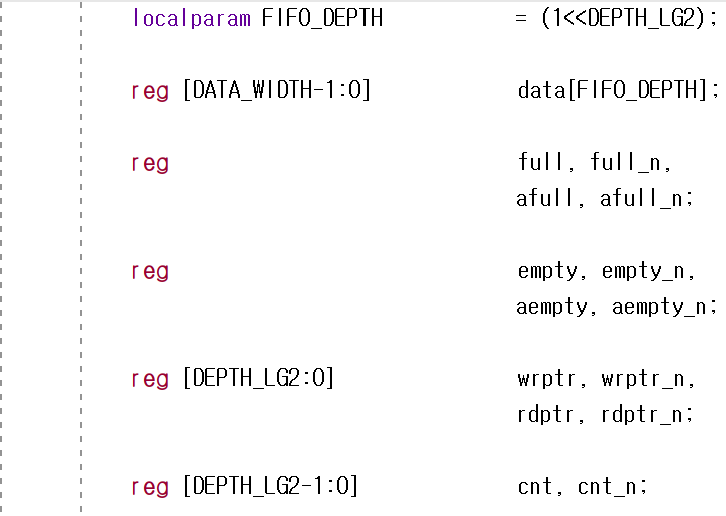 localparam FIFO_DEPTH = (1<<DEPTH_LG2);
reg [DATA_WIDTH-1:0] data[FIFO_DEPTH];
reg full, full_n,
afull, afull_n;
reg empty, empty_n,
aempty, aempty_n;
reg [DEPTH_LG2:0] wrptr, wrptr_n,
rdptr, rdptr_n;
reg [DEPTH_LG2-1:0] cnt, cnt_n;